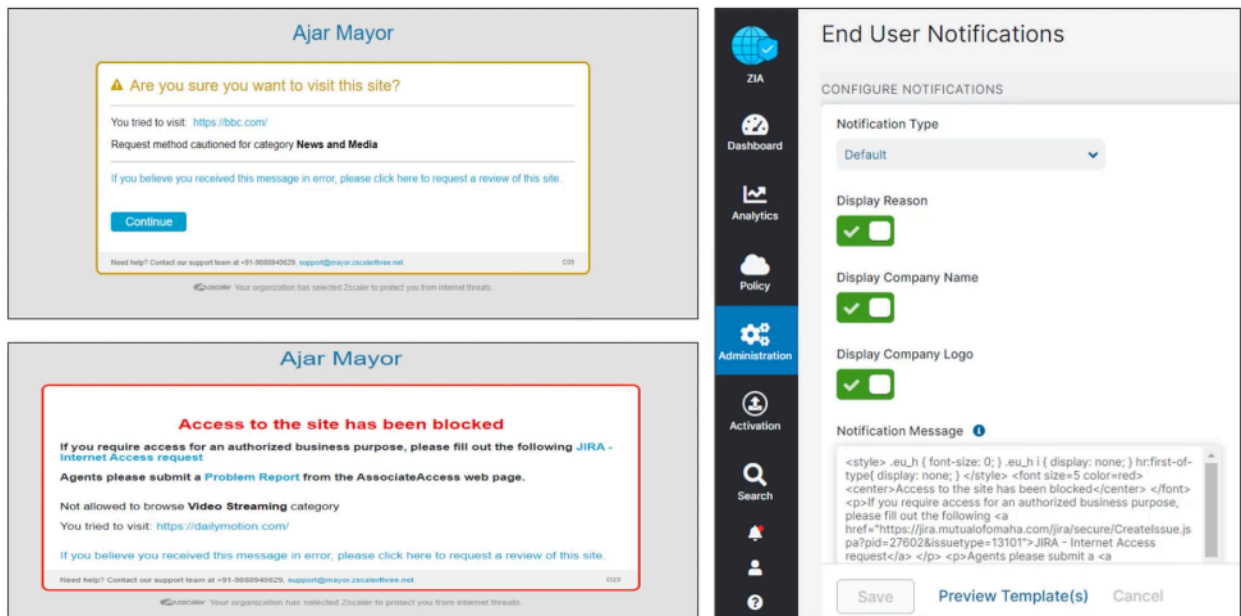 Ajar Mayor
Are you sure you want to visit this site?
You tried to visit: https://bbc.com/
Request method cautioned for category News and Media
If you believe you received this message in error, please click here to request a review of this site.
Continue
Need help? Contact our support team at +91-8688940629, support@mayor.zscalerthree.net
zscaler Your organization has selected Zscaler to protect you from internet threats.
Ajar Mayor
Access to the site has been blocked
If you require access for an authorized business purpose, please fill out the following JIRA -
Internet Access request
Agents please submit a Problem Report from the AssociateAccess web page.
Not allowed to browse Video Streaming category
You tried to visit: https://dailymotion.com/
If you believe you received this message in error, please click here to request a review of this site.
Need help? Contact our support team at +91-8688940629, support@mayor.zscalerthree.net
zscaler Your organization has selected Zscaler to protect you from internet threats.
ZIA
Dashboard
Analytics
Policy
Administration
Activation
Search
End User Notifications
CONFIGURE NOTIFICATIONS
Notification Type
Default
Display Reason
Display Company Name
Display Company Logo
Notification Message
<style> .eu_h { font-size: 0; } .eu_h i { display: none; } hr:first-of-
type{ display: none; } </style> <font size=5 color=red>
<center>Access to the site has been blocked</center> </font>
<p>If you require access for an authorized business purpose,
please fill out the following <a
href="https://jira.mutualofomaha.com/jira/secure/CreateIssue.js
pa?pid=27602&issuetype=13101">JIRA - Internet Access
request</a> </p> <p>Agents please submit a <a
Save
Preview Template(s)
Cancel